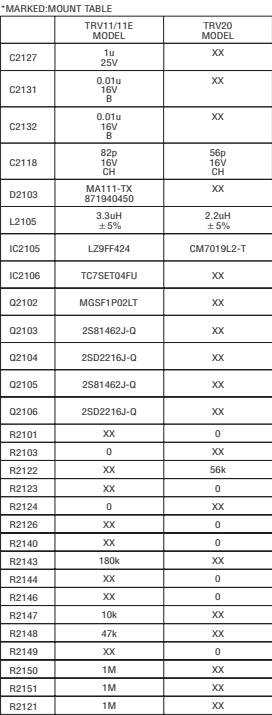 *MARKED:MOUNT TABLE
TRV11/11E MODEL TRV20 MODEL
C2127 1u 25V XX
C2131 0.01u 16V B XX
C2132 0.01u 16V B XX
C2118 82p 16V CH 56p 16V CH
D2103 MA111-TX 871940450 XX
L2105 3.3uH ±5% 2.2uH ±5%
IC2105 LZ9FF424 CM7019L2-T
IC2106 TC7SET04FU XX
Q2102 MGSF1P02LT XX
Q2103 2S81462J-Q XX
Q2104 2SD2216J-Q XX
Q2105 2S81462J-Q XX
Q2106 2SD2216J-Q XX
R2101 XX 0
R2103 0 XX
R2122 XX 56k
R2123 XX 0
R2124 0 XX
R2126 XX 0
R2140 XX 0
R2143 180k XX
R2144 XX 0
R2146 XX 0
R2147 10k XX
R2148 47k XX
R2149 XX 0
R2150 1M XX
R2151 1M XX
R2121 1M XX